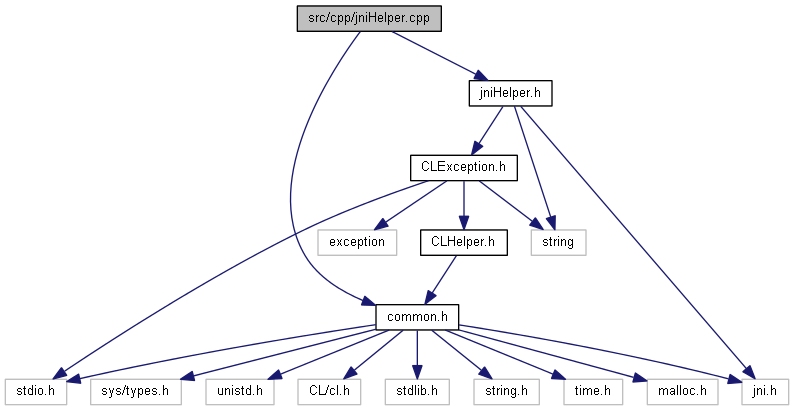 src/cpp/jniHelper.cpp
jniHelper.h
CLException.h
exception
CLHelper.h
string
common.h
stdio.h
sys/types.h
unistd.h
CL/cl.h
stdlib.h
string.h
time.h
malloc.h
jni.h